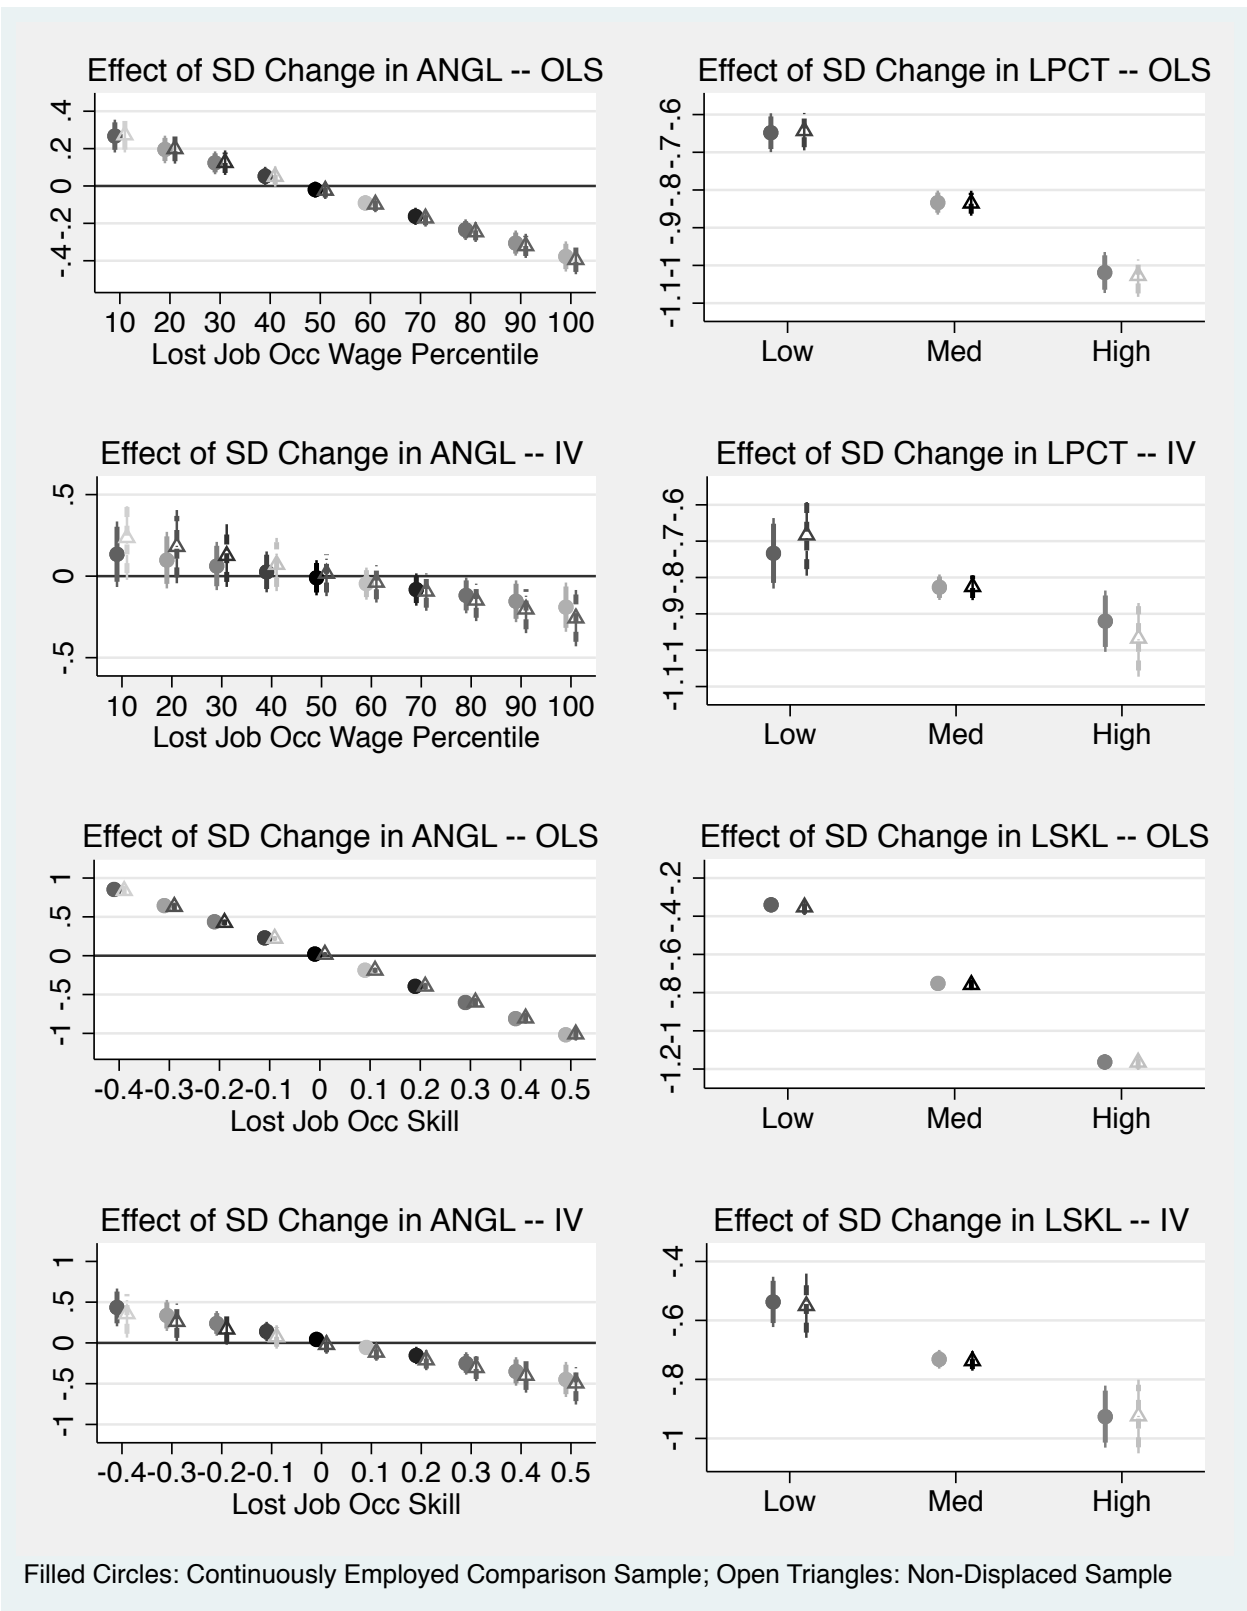 Effect of SD Change in ANGL -- OLS
.4
.2
0
-.2
-.4
10 20 30 40 50 60 70 80 90 100
Lost Job Occ Wage Percentile
Effect of SD Change in LPCT -- OLS
-.6
-.7
-.8
-.9
-1
-1.1
Low Med High
Effect of SD Change in ANGL -- IV
.5
0
-.5
10 20 30 40 50 60 70 80 90 100
Lost Job Occ Wage Percentile
Effect of SD Change in LPCT -- IV
-.6
-.7
-.8
-.9
-1
-1.1
Low Med High
Effect of SD Change in ANGL -- OLS
1
.5
0
-.5
-1
-0.4 -0.3 -0.2 -0.1 0 0.1 0.2 0.3 0.4 0.5
Lost Job Occ Skill
Effect of SD Change in LSKL -- OLS
-.2
-.4
-.6
-.8
-1
-1.2
Low Med High
Effect of SD Change in ANGL -- IV
1
.5
0
-.5
-1
-0.4 -0.3 -0.2 -0.1 0 0.1 0.2 0.3 0.4 0.5
Lost Job Occ Skill
Effect of SD Change in LSKL -- IV
-.4
-.6
-.8
-1
Low Med High
Filled Circles: Continuously Employed Comparison Sample; Open Triangles: Non-Displaced Sample